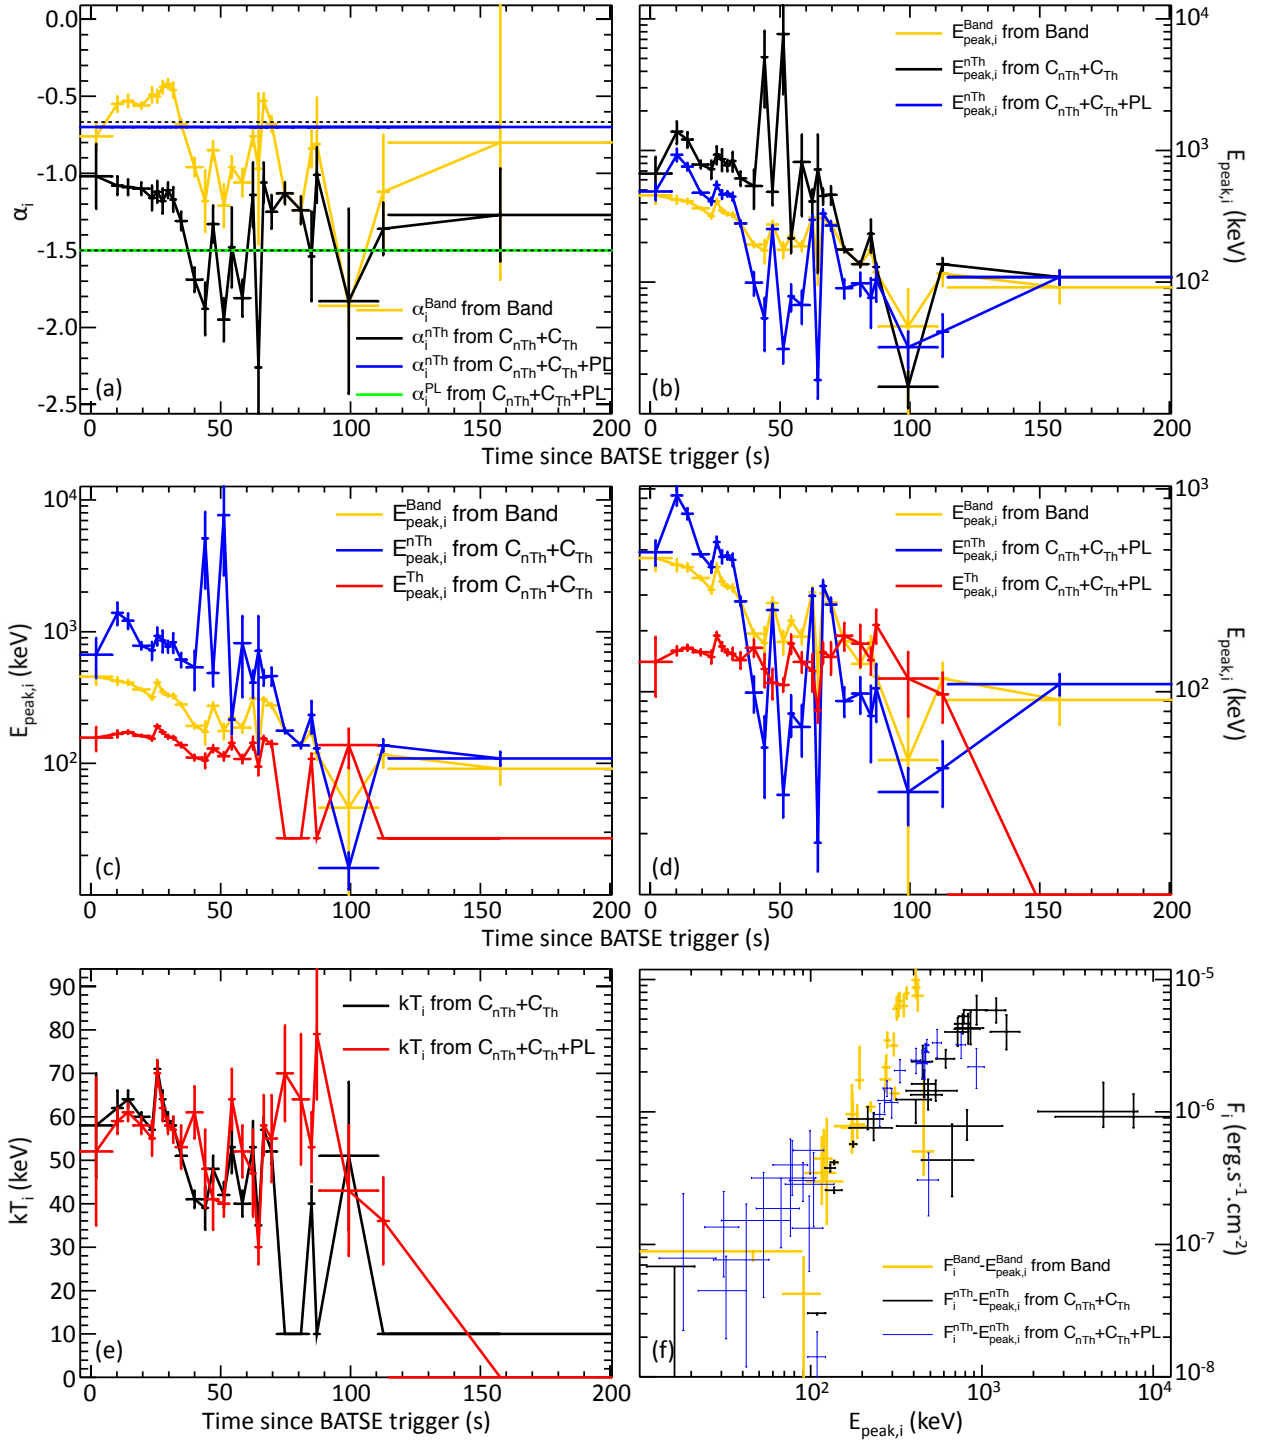 0.0
-0.5
-1.0
-1.5
-2.0
-2.5
α_i
(a)
α_i^Band from Band
α_i^nTh from C_nTh+C_Th
α_i^nTh from C_nTh+C_Th+PL
α_i^PL from C_nTh+C_Th+PL
0 50 100 150 200
Time since BATSE trigger (s)
E_peak,i^Band from Band
E_peak,i^nTh from C_nTh+C_Th
E_peak,i^nTh from C_nTh+C_Th+PL
10^4
10^3
10^2
E_peak,i (keV)
(b)
0 50 100 150 200
Time since BATSE trigger (s)
10^4
10^3
10^2
E_peak,i (keV)
E_peak,i^Band from Band
E_peak,i^nTh from C_nTh+C_Th
E_peak,i^Th from C_nTh+C_Th
(c)
0 50 100 150 200
Time since BATSE trigger (s)
E_peak,i^Band from Band
E_peak,i^nTh from C_nTh+C_Th+PL
E_peak,i^Th from C_nTh+C_Th+PL
10^3
10^2
E_peak,i (keV)
(d)
0 50 100 150 200
Time since BATSE trigger (s)
90
80
70
60
50
40
30
20
10
0
kT_i (keV)
kT_i from C_nTh+C_Th
kT_i from C_nTh+C_Th+PL
(e)
0 50 100 150 200
Time since BATSE trigger (s)
10^-5
10^-6
10^-7
10^-8
F_i (erg.s^-1.cm^-2)
F_i^Band-E_peak,i^Band from Band
F_i^nTh-E_peak,i^nTh from C_nTh+C_Th
F_i^nTh-E_peak,i^nTh from C_nTh+C_Th+PL
(f)
10^2 10^3 10^4
E_peak,i (keV)